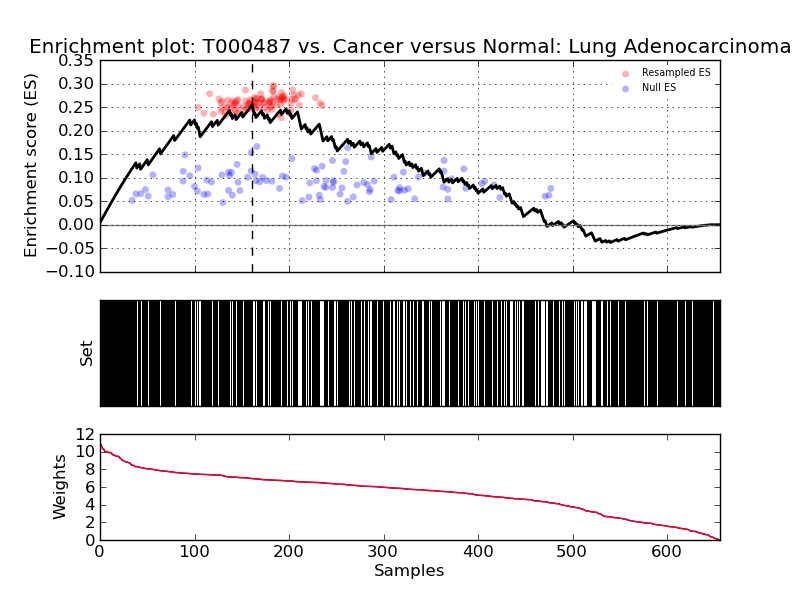 Enrichment plot: T000487 vs. Cancer versus Normal: Lung Adenocarcinoma
Enrichment score (ES)
0.35
0.30
0.25
0.20
0.15
0.10
0.05
0.00
−0.05
−0.10
Resampled ES
Null ES
Set
Weights
12
10
8
6
4
2
0
0 100 200 300 400 500 600
Samples